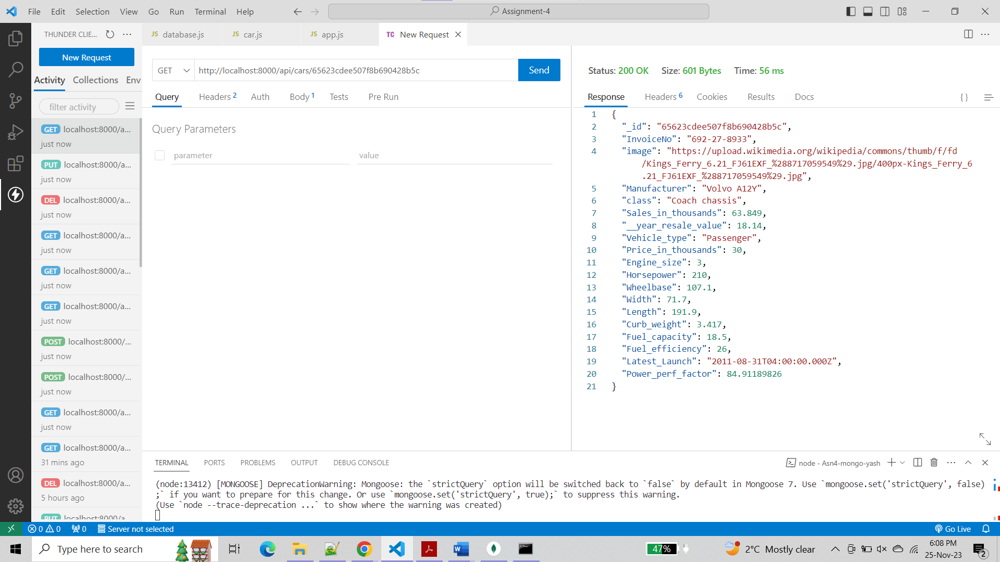 File Edit Selection View Go Run Terminal Help
Assignment-4
THUNDER CLIE...
New Request
Activity Collections Env
filter activity
GET localhost:8000/a...
just now
PUT localhost:8000/a...
just now
DEL localhost:8000/a...
just now
GET localhost:8000/a...
just now
GET localhost:8000/a...
just now
GET localhost:8000/a...
just now
POST localhost:8000/...
just now
POST localhost:8000/...
just now
GET localhost:8000/a...
just now
GET localhost:8000/a...
31 mins ago
DEL localhost:8000/a...
5 hours ago
PUT localhost:8000/a...
JS database.js
JS car.js
JS app.js
TC New Request
GET http://localhost:8000/api/cars/65623cdee507f8b690428b5c Send
Query Headers 2 Auth Body 1 Tests Pre Run
Query Parameters
parameter value
Status: 200 OK Size: 601 Bytes Time: 56 ms
Response Headers 6 Cookies Results Docs { }
1 {
2 "_id": "65623cdee507f8b690428b5c",
3 "InvoiceNo": "692-27-8933",
4 "image": "https://upload.wikimedia.org/wikipedia/commons/thumb/f/fd
/Kings_Ferry_6.21_FJ61EXF_%288717059549%29.jpg/400px-Kings_Ferry_6
.21_FJ61EXF_%288717059549%29.jpg",
5 "Manufacturer": "Volvo A12Y",
6 "class": "Coach chassis",
7 "Sales_in_thousands": 63.849,
8 "__year_resale_value": 18.14,
9 "Vehicle_type": "Passenger",
10 "Price_in_thousands": 30,
11 "Engine_size": 3,
12 "Horsepower": 210,
13 "Wheelbase": 107.1,
14 "Width": 71.7,
15 "Length": 191.9,
16 "Curb_weight": 3.417,
17 "Fuel_capacity": 18.5,
18 "Fuel_efficiency": 26,
19 "Latest_Launch": "2011-08-31T04:00:00.000Z",
20 "Power_perf_factor": 84.91189826
21 }
TERMINAL PORTS PROBLEMS OUTPUT DEBUG CONSOLE
node - Asn4-mongo-yash
(node:13412) [MONGOOSE] DeprecationWarning: Mongoose: the `strictQuery` option will be switched back to `false` by default in Mongoose 7. Use `mongoose.set('strictQuery', false)
;` if you want to prepare for this change. Or use `mongoose.set('strictQuery', true);` to suppress this warning.
(Use `node --trace-deprecation ...` to show where the warning was created)
0 0 0 Server not selected
Go Live
Type here to search
47%
2°C Mostly clear
6:08 PM
25-Nov-23
2